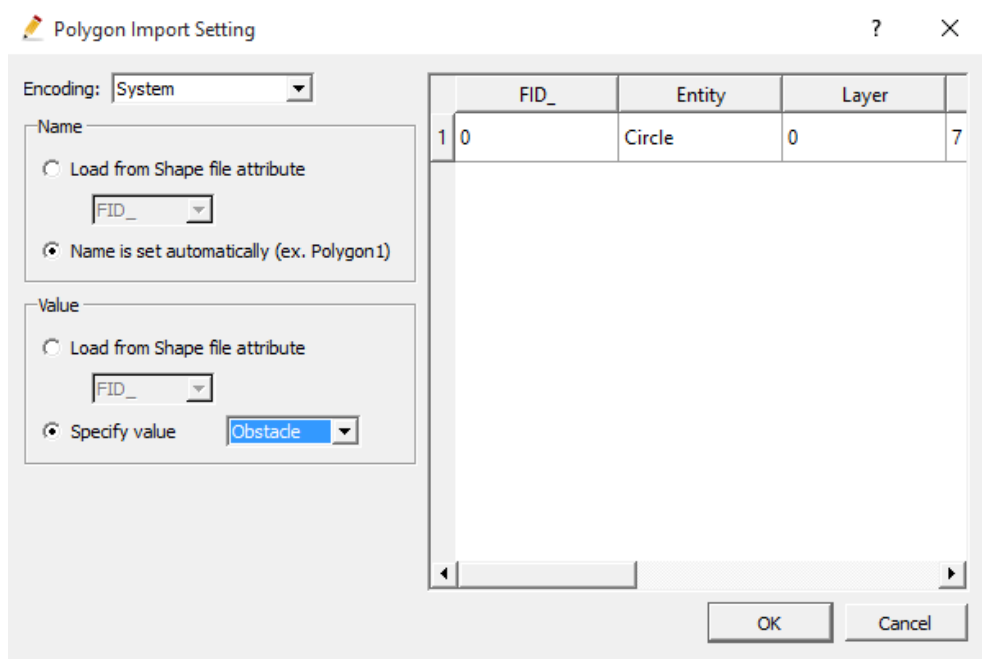 Polygon Import Setting ?
Encoding: System
Name
Load from Shape file attribute
FID_
Name is set automatically (ex. Polygon1)
Value
Load from Shape file attribute
FID_
Specify value Obstacle
FID_ Entity Layer
1 0 Circle 0 7
OK Cancel